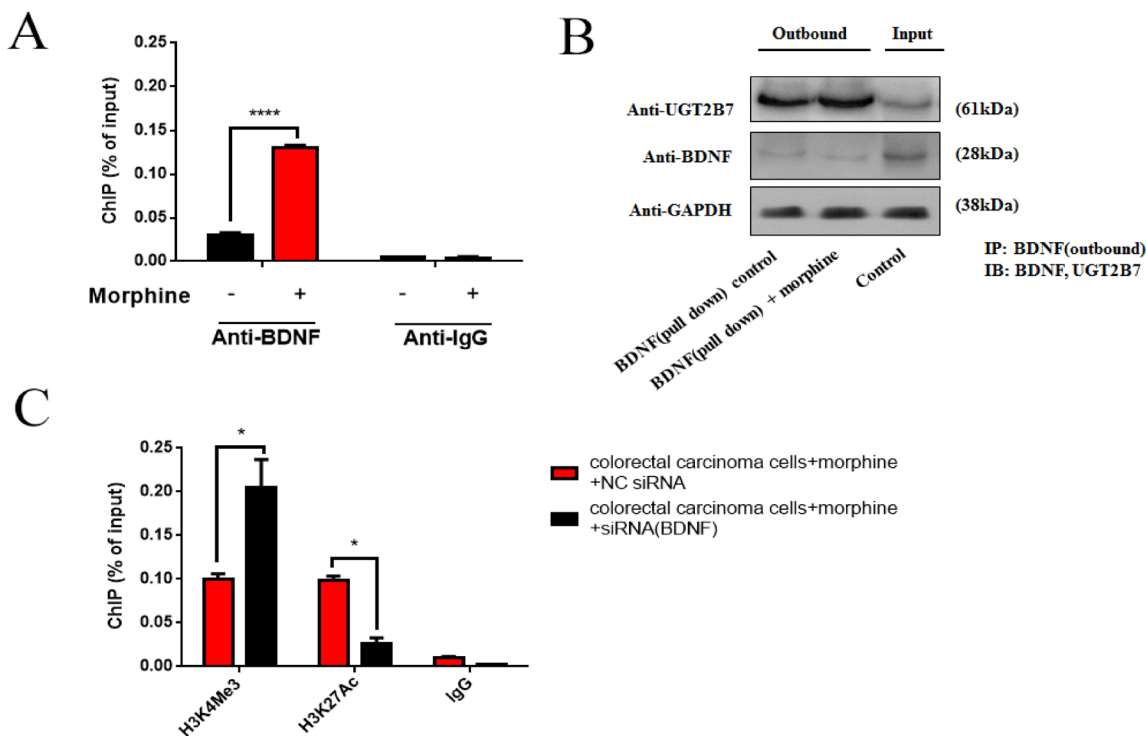 A
ChIP (% of input)
0.25
0.20
0.15
0.10
0.05
0.00
****
Morphine - + - +
Anti-BDNF Anti-IgG
B
Outbound Input
Anti-UGT2B7 (61kDa)
Anti-BDNF (28kDa)
Anti-GAPDH (38kDa)
BDNF(pull down) control
BDNF(pull down) + morphine
Control
IP: BDNF(outbound)
IB: BDNF, UGT2B7
C
ChIP (% of input)
0.25
0.20
0.15
0.10
0.05
0.00
*
*
H3K4Me3
H3K27Ac
IgG
colorectal carcinoma cells+morphine
+NC siRNA
colorectal carcinoma cells+morphine
+siRNA(BDNF)